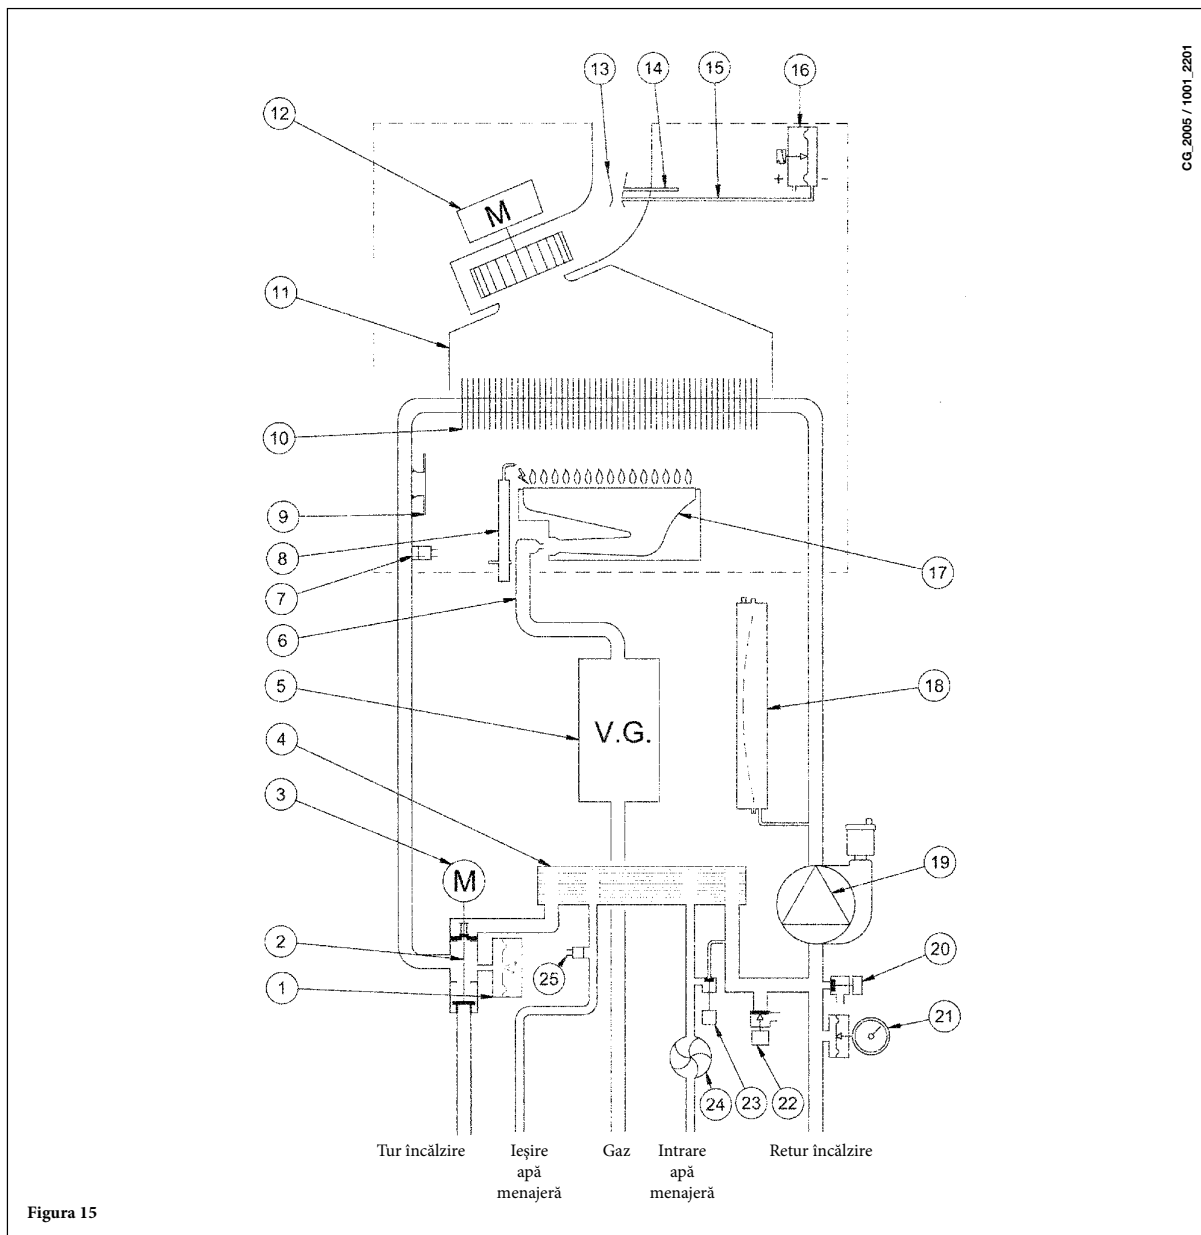 CG_2005 / 1001_2201
13
14
15
16
12
M
+
-
11
10
9
8
7
17
6
5
V.G.
18
4
3
M
19
2
25
20
1
21
24
23
22
Tur încălzire
Ieșire
apă
menajeră
Gaz
Intrare
apă
menajeră
Retur încălzire
Figura 15